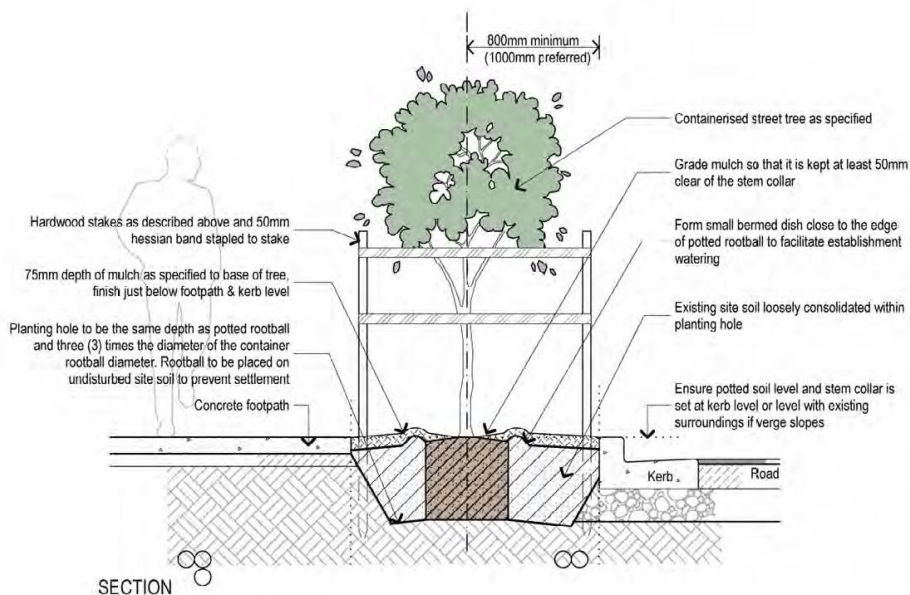 800mm minimum
(1000mm preferred)
Containerised street tree as specified
Grade mulch so that it is kept at least 50mm
clear of the stem collar
Hardwood stakes as described above and 50mm
hessian band stapled to stake
Form small bermed dish close to the edge
of potted rootball to facilitate establishment
watering
75mm depth of mulch as specified to base of tree,
finish just below footpath & kerb level
Existing site soil loosely consolidated within
planting hole
Planting hole to be the same depth as potted rootball
and three (3) times the diameter of the container
rootball diameter. Rootball to be placed on
undisturbed site soil to prevent settlement
Ensure potted soil level and stem collar is
set at kerb level or level with existing
surroundings if verge slopes
Concrete footpath
Kerb
Road
SECTION